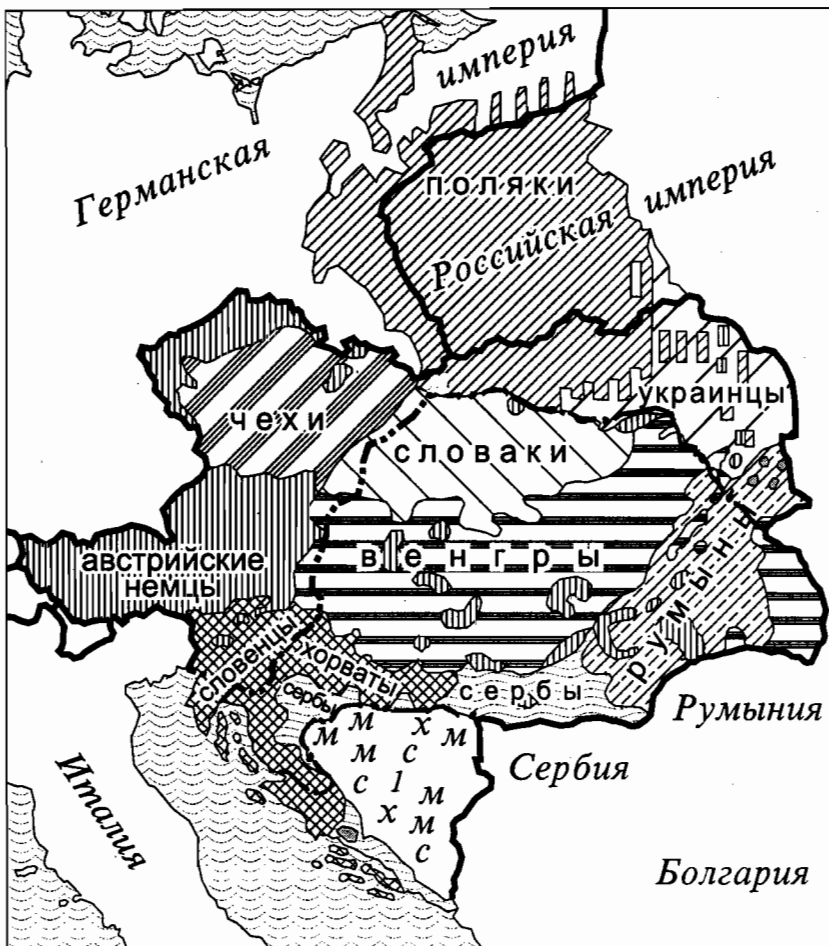 империя
Германская
поляки
Российская империя
украинцы
чехи
словаки
австрийские
немцы
венгры
румыны
словенцы
хорваты
сербы
сербы
М М Х М
М С
С 1 М
Х М
С
Румыния
Сербия
Италия
Болгария